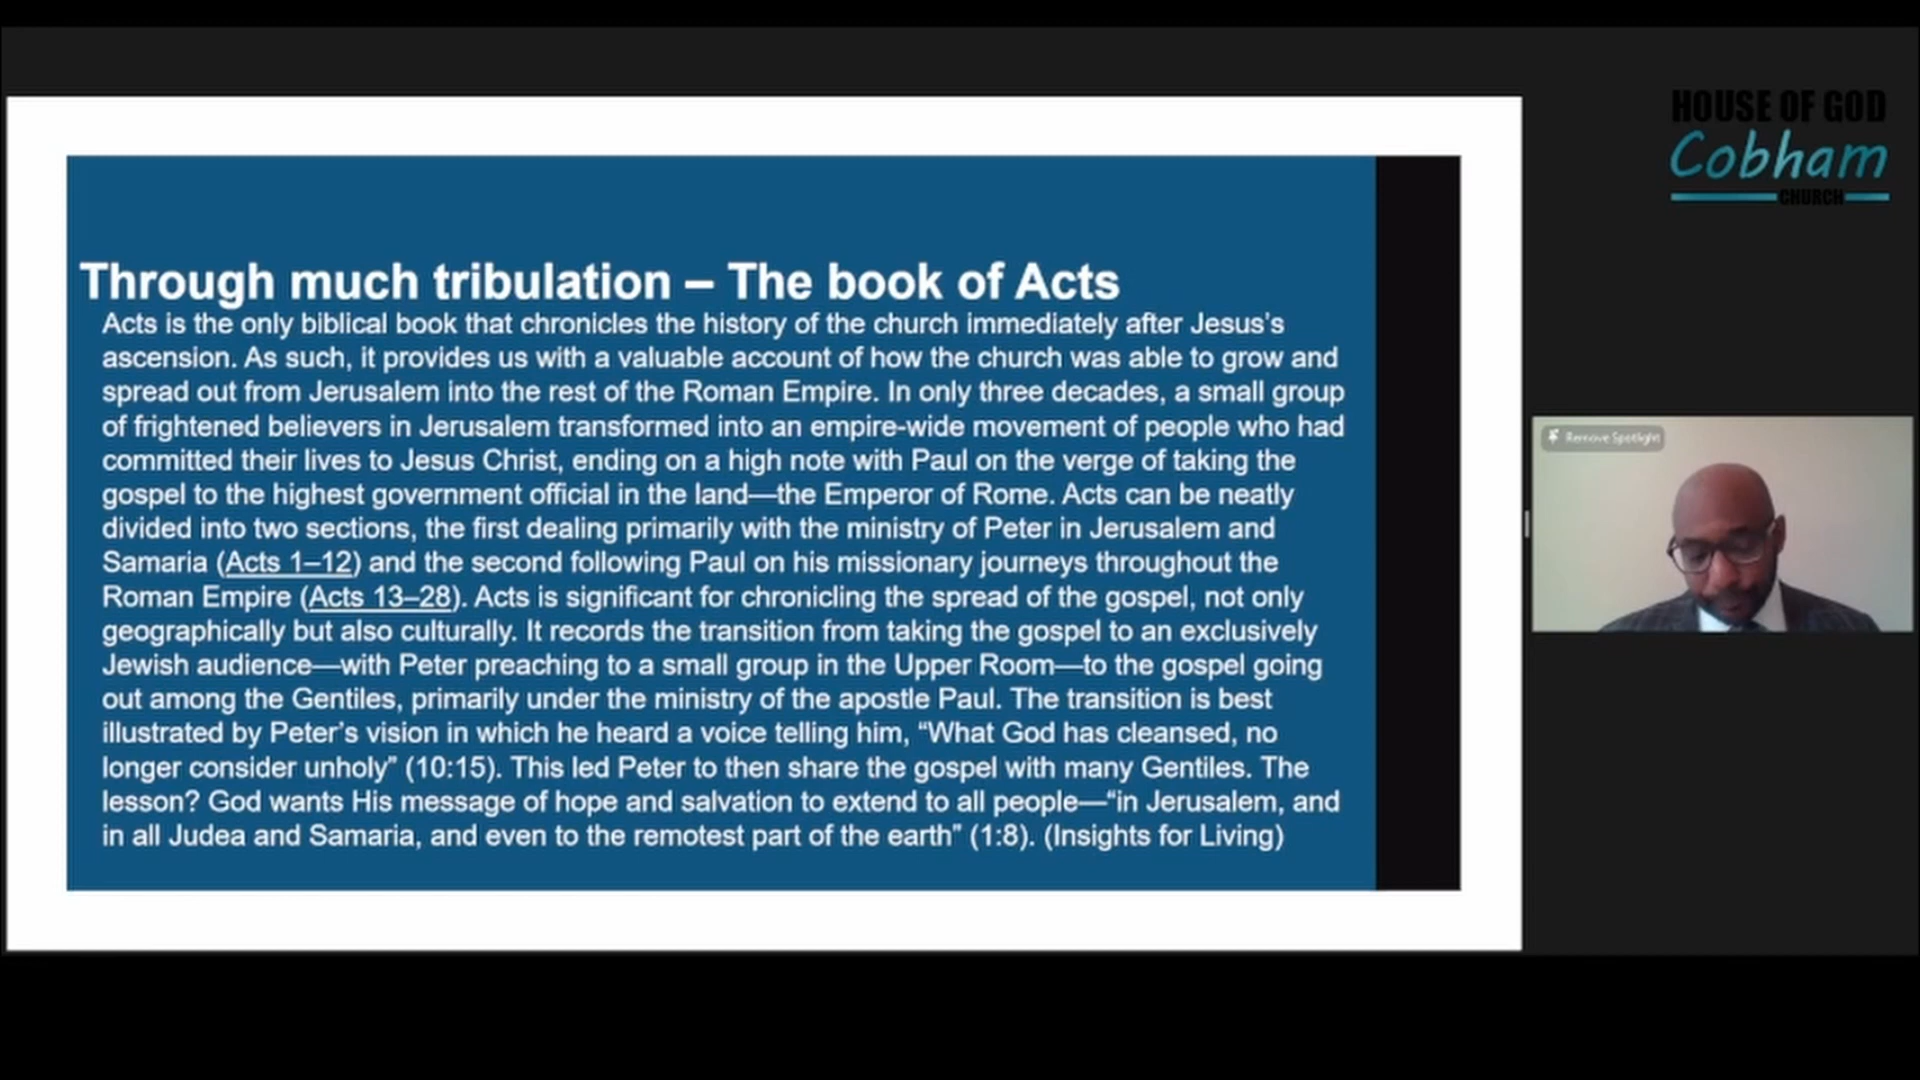 HOUSE OF GOD
Cobham
CHURCH
Through much tribulation – The book of Acts
Acts is the only biblical book that chronicles the history of the church immediately after Jesus’s
ascension. As such, it provides us with a valuable account of how the church was able to grow and
spread out from Jerusalem into the rest of the Roman Empire. In only three decades, a small group
of frightened believers in Jerusalem transformed into an empire-wide movement of people who had
committed their lives to Jesus Christ, ending on a high note with Paul on the verge of taking the
gospel to the highest government official in the land—the Emperor of Rome. Acts can be neatly
divided into two sections, the first dealing primarily with the ministry of Peter in Jerusalem and
Samaria (Acts 1–12) and the second following Paul on his missionary journeys throughout the
Roman Empire (Acts 13–28). Acts is significant for chronicling the spread of the gospel, not only
geographically but also culturally. It records the transition from taking the gospel to an exclusively
Jewish audience—with Peter preaching to a small group in the Upper Room—to the gospel going
out among the Gentiles, primarily under the ministry of the apostle Paul. The transition is best
illustrated by Peter’s vision in which he heard a voice telling him, “What God has cleansed, no
longer consider unholy” (10:15). This led Peter to then share the gospel with many Gentiles. The
lesson? God wants His message of hope and salvation to extend to all people—“in Jerusalem, and
in all Judea and Samaria, and even to the remotest part of the earth” (1:8). (Insights for Living)
Remove Spotlight